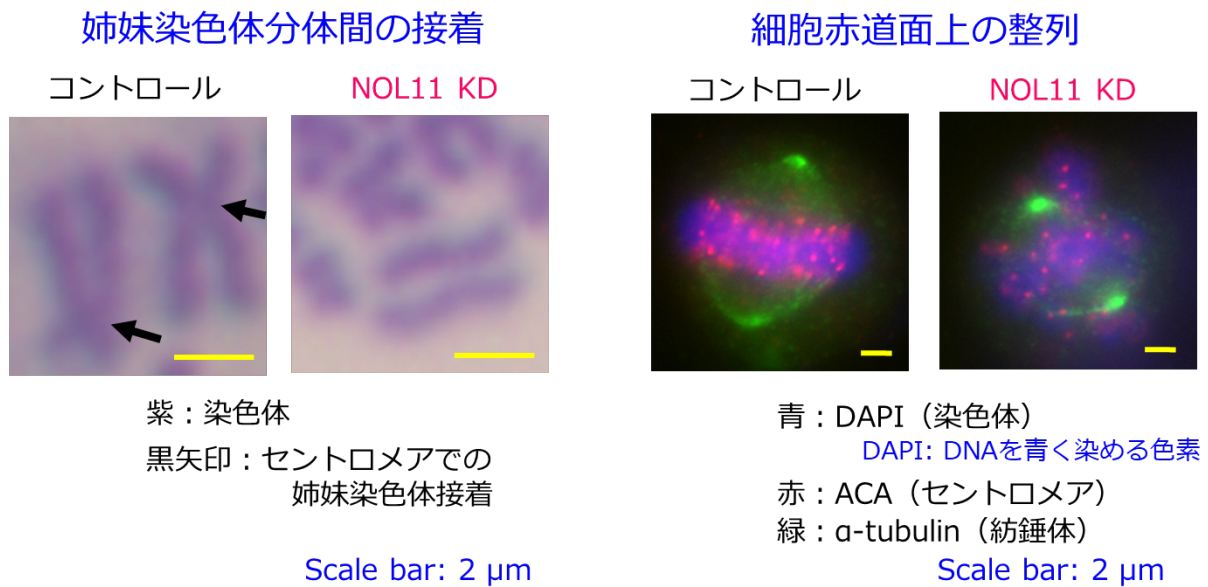 姉妹染色体分体間の接着
コントロール
NOL11 KD
紫：染色体
黒矢印：セントロメアでの
姉妹染色体接着
Scale bar: 2 μm
細胞赤道面上の整列
コントロール
NOL11 KD
青：DAPI（染色体）
DAPI: DNAを青く染める色素
赤：ACA（セントロメア）
緑：α-tubulin（紡錘体）
Scale bar: 2 μm